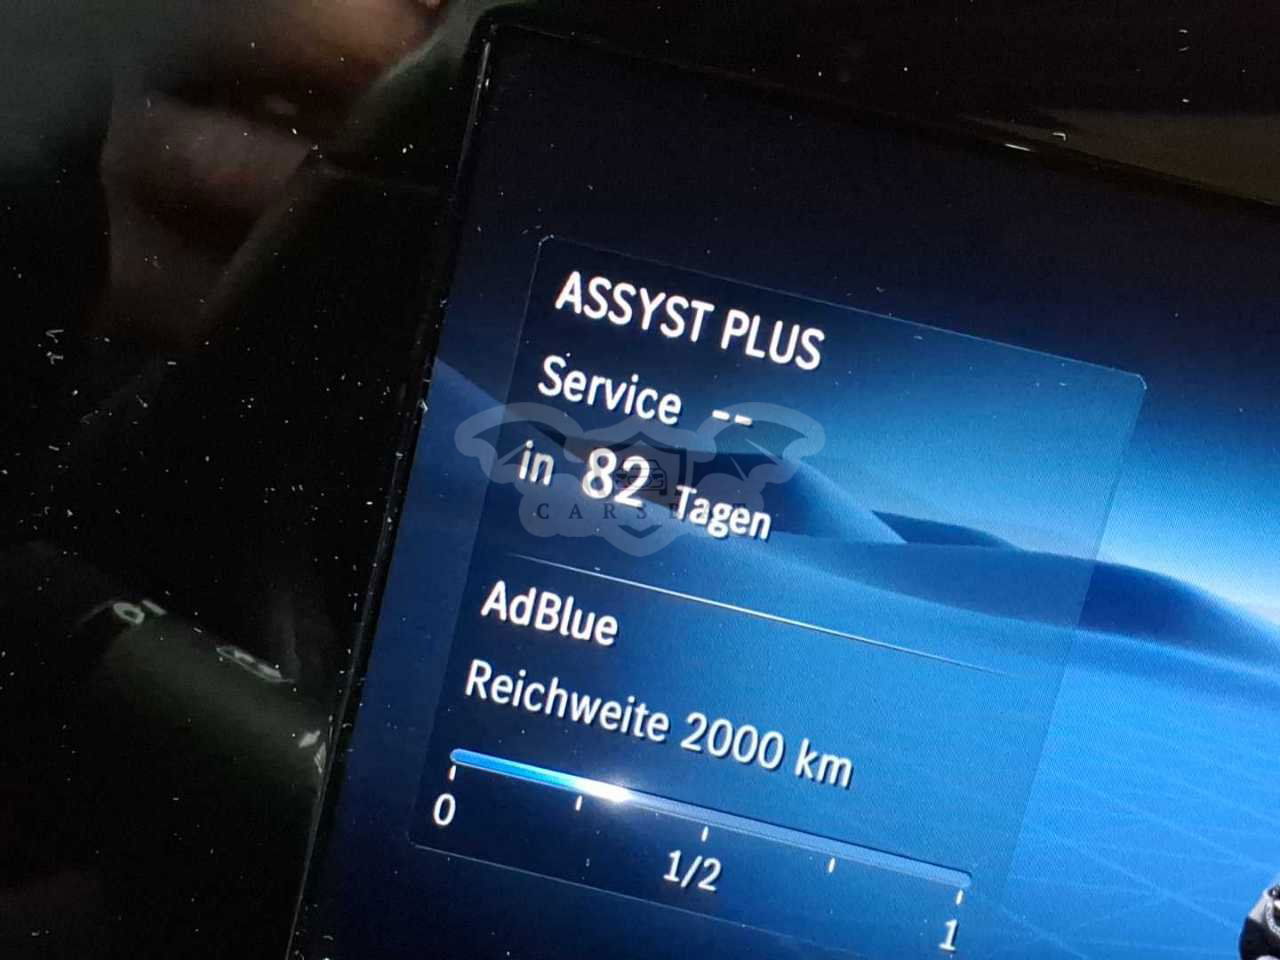 ASSYST PLUS
Service --
in 82 Tagen
AdBlue
Reichweite 2000 km
0 1/2 1